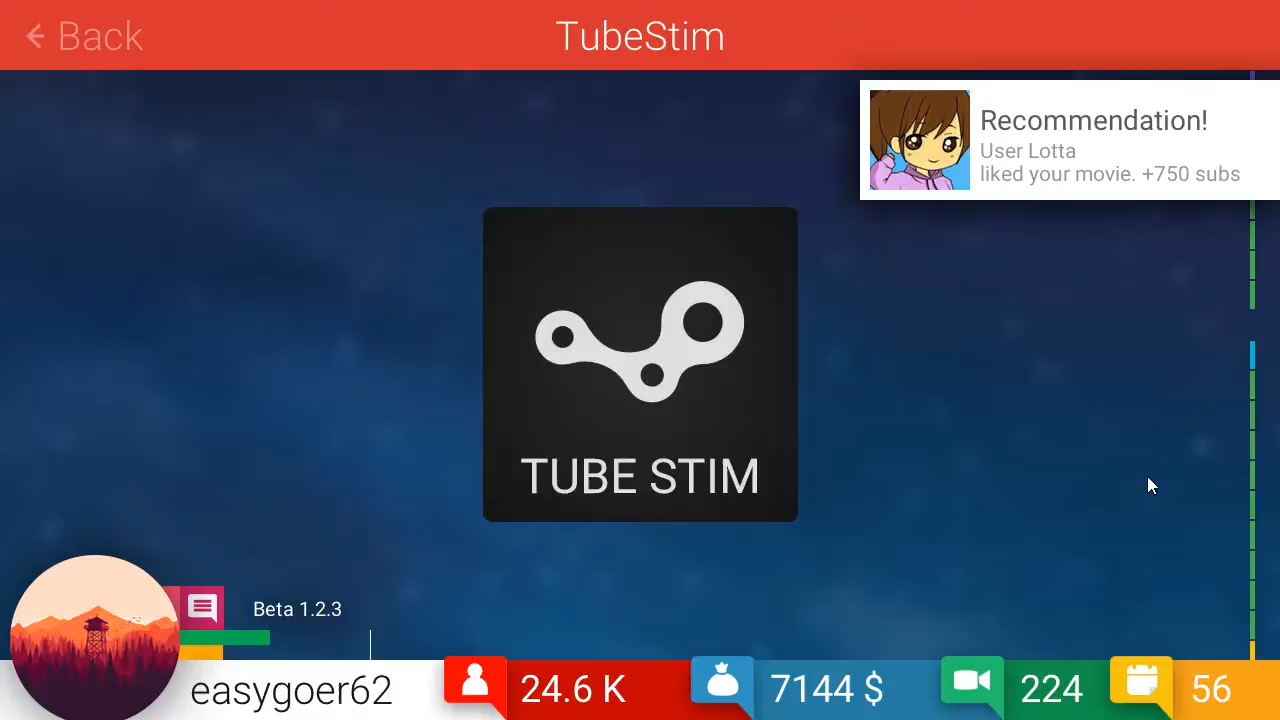 Back
TubeStim
Recommendation!
User Lotta
liked your movie. +750 subs
TUBE STIM
Beta 1.2.3
easygoer62
24.6 K
7144 $
224
56